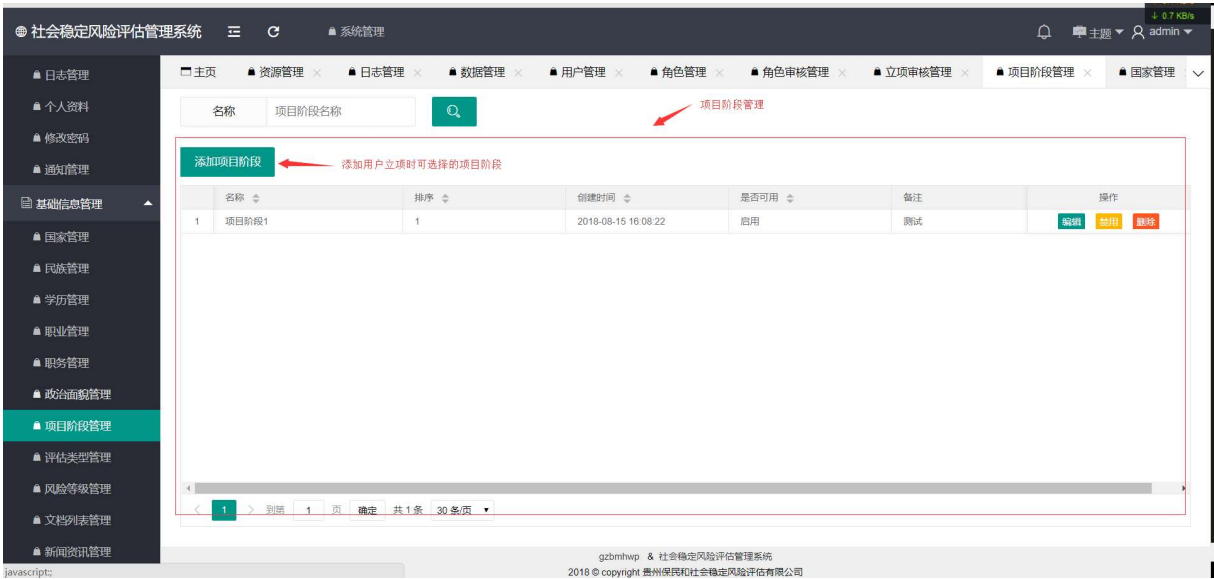 ↓ 0.7 KB/s
社会稳定风险评估管理系统 系统管理 主题 admin
主页 资源管理 日志管理 数据管理 用户管理 角色管理 角色审核管理 立项审核管理 项目阶段管理 国家管理
日志管理
个人资料
修改密码
通知管理
基础信息管理
国家管理
民族管理
学历管理
职业管理
职务管理
政治面貌管理
项目阶段管理
评估类型管理
风险等级管理
文档列表管理
新闻资讯管理
名称 项目阶段名称
项目阶段管理
添加项目阶段 添加用户立项时可选择的项目阶段
名称 排序 创建时间 是否可用 备注 操作
1 项目阶段1 1 2018-08-15 16:08:22 启用 测试 编辑 禁用 删除
1 到第 1 页 确定 共 1 条 30 条/页
gzbmhwp & 社会稳定风险评估管理系统
2018 © copyright 贵州保民和社会稳定风险评估有限公司
javascript:;